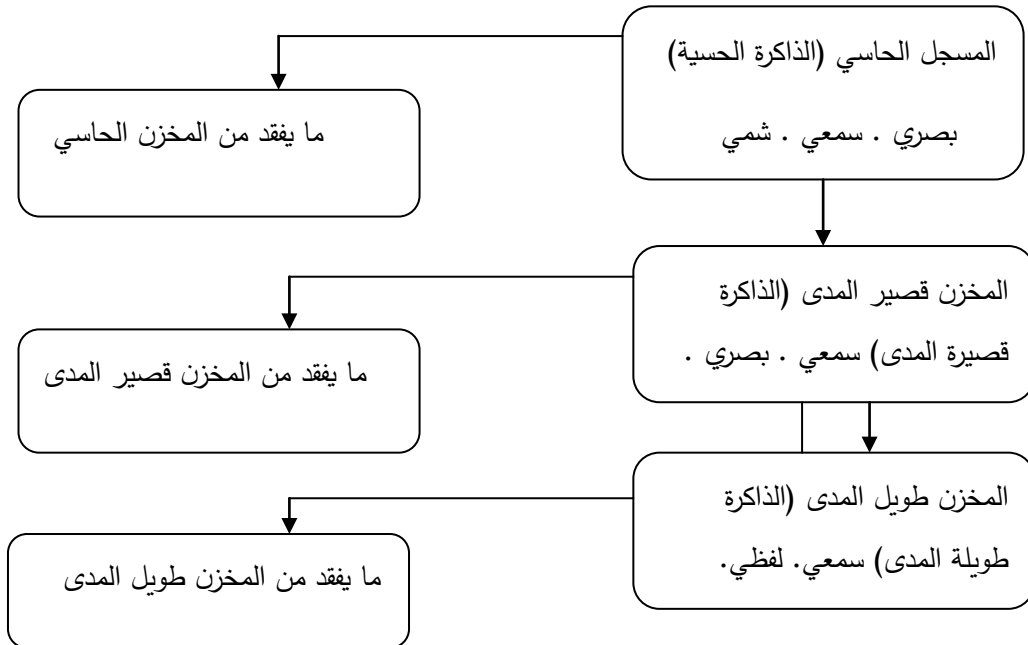 المسجل الحاسي (الذاكرة الحسية)
بصري . سمعي . شمي
ما يفقد من المخزن الحاسي
المخزن قصير المدى (الذاكرة
قصيرة المدى) سمعي . بصري .
ما يفقد من المخزن قصير المدى
المخزن طويل المدى (الذاكرة
طويلة المدى) سمعي. لفظي.
ما يفقد من المخزن طويل المدى